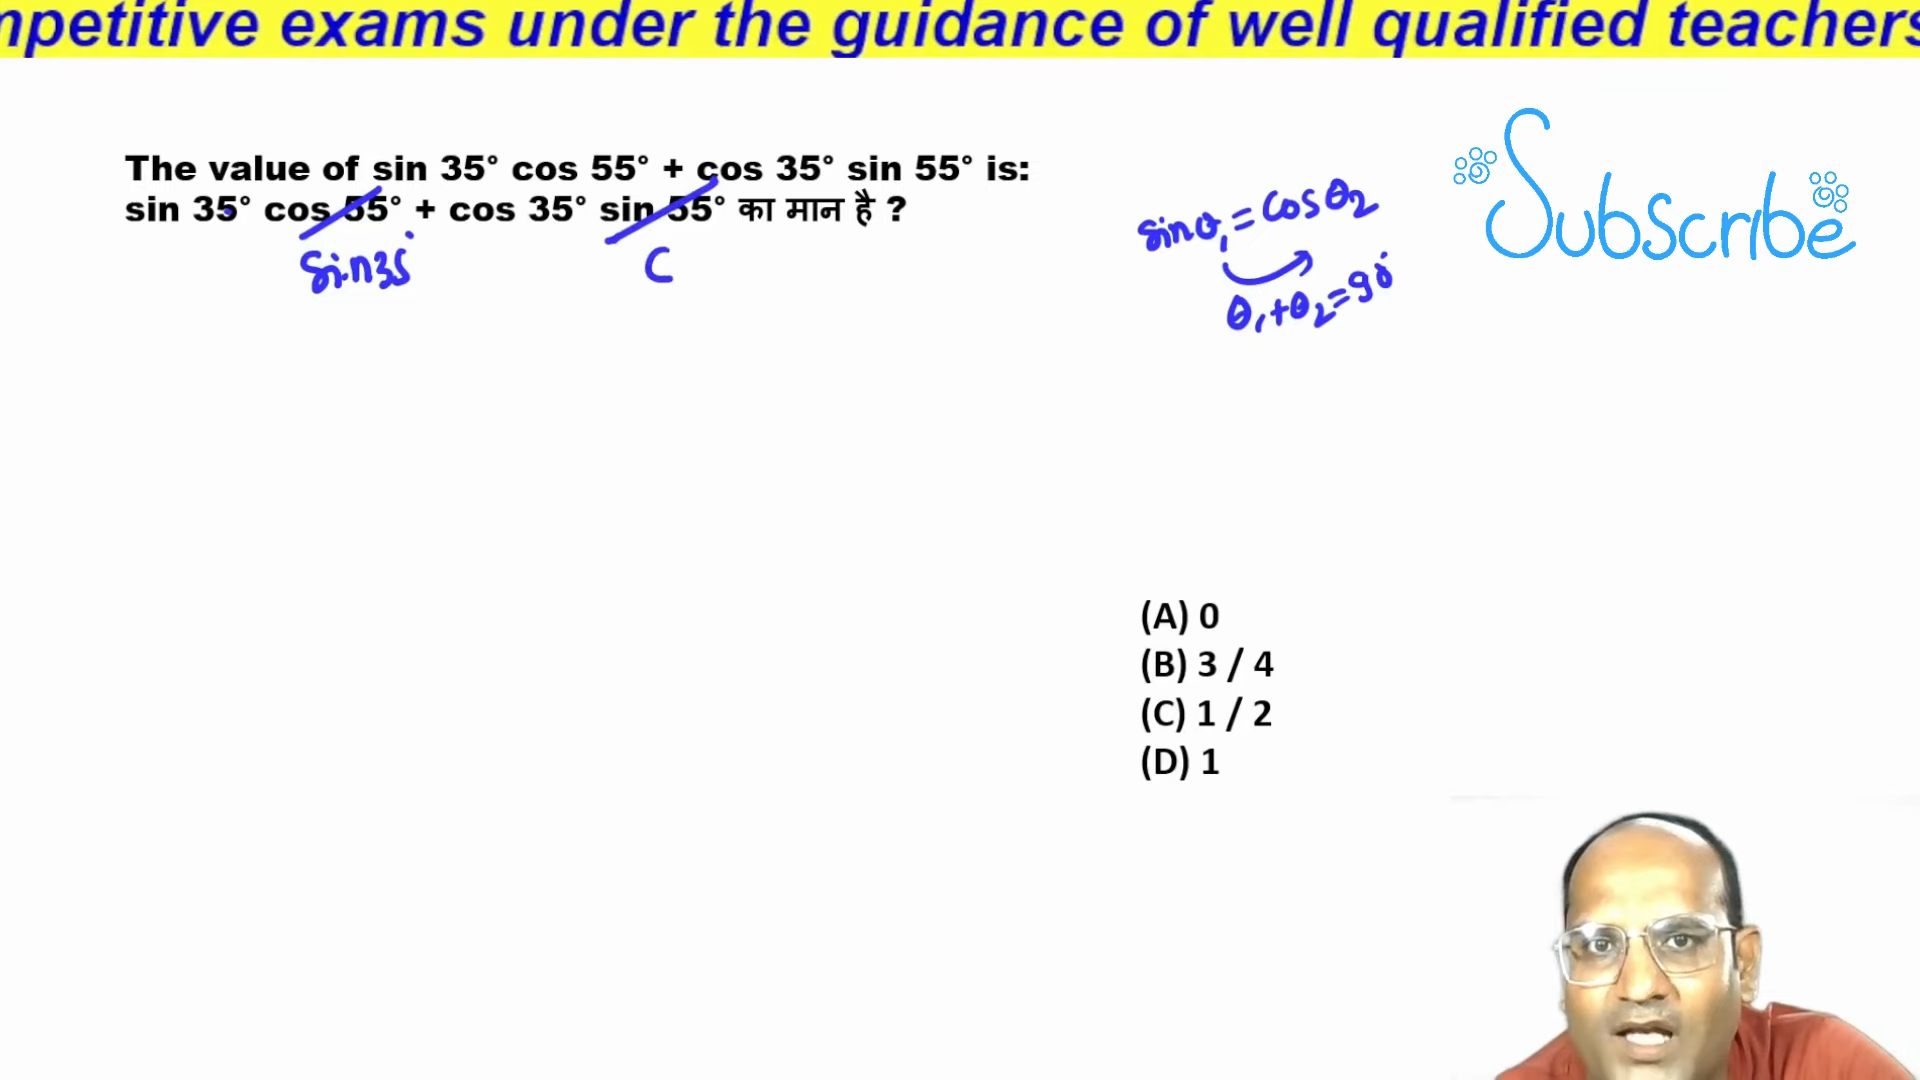 mpetitive exams under the guidance of well qualified teachers
The value of sin 35° cos 55° + cos 35° sin 55° is:
sin 35° cos 55° + cos 35° sin 55° का मान है ?
sin35°
C
sinθ₁ = cosθ₂
θ₁+θ₂=90°
Subscribe
(A) 0
(B) 3 / 4
(C) 1 / 2
(D) 1